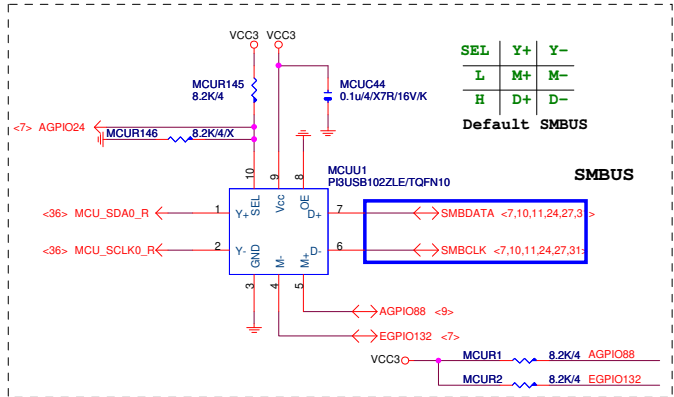 VCC3 VCC3
SEL Y+ Y-
L M+ M-
H D+ D-
Default SMBUS
MCUR145
8.2K/4
MCUC44
0.1u/4/X7R/16V/K
<7> AGPIO24
MCUR146 8.2K/4/X
SMBUS
MCUU1
PI3USB102ZLE/TQFN10
10 9 8
SEL Vcc OE
<36> MCU_SDA0_R 1 Y+ D+ 7 SMBDATA <7,10,11,24,27,31>
<36> MCU_SCLK0_R 2 Y- D- 6 SMBCLK <7,10,11,24,27,31>
GND M- M+
3 4 5
AGPIO88 <9>
EGPIO132 <7>
VCC3 MCUR1 8.2K/4 AGPIO88
MCUR2 8.2K/4 EGPIO132